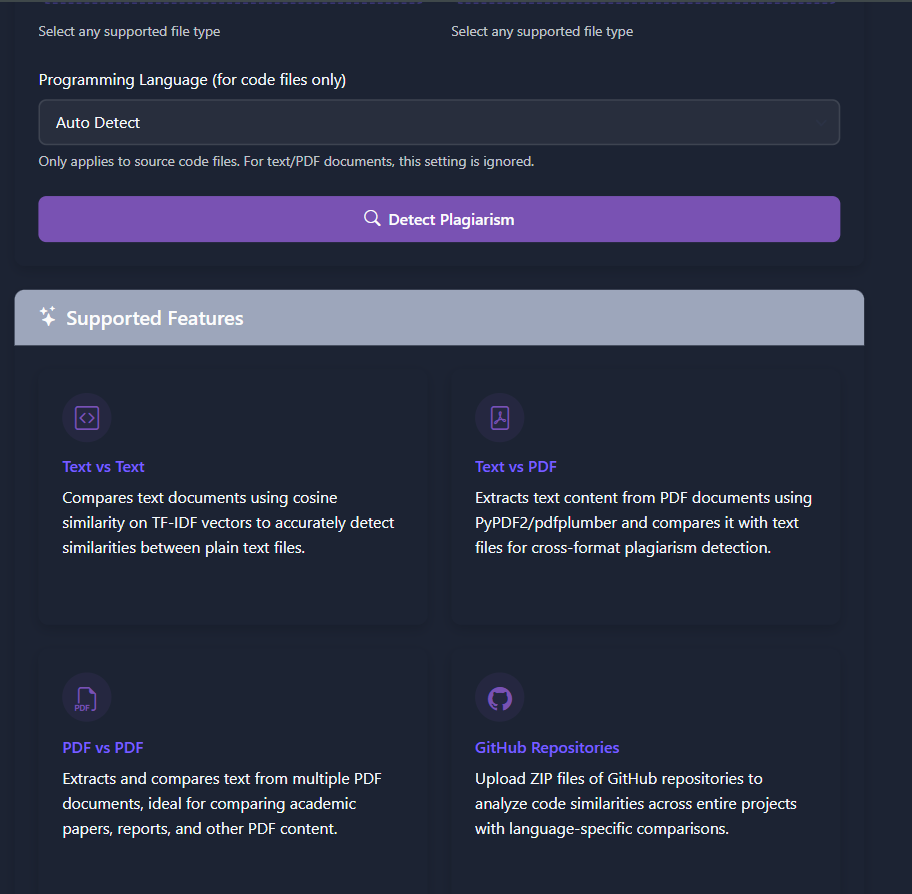 Select any supported file type
Select any supported file type
Programming Language (for code files only)
Auto Detect
Only applies to source code files. For text/PDF documents, this setting is ignored.
Detect Plagiarism
Supported Features
Text vs Text
Compares text documents using cosine
similarity on TF-IDF vectors to accurately detect
similarities between plain text files.
Text vs PDF
Extracts text content from PDF documents using
PyPDF2/pdfplumber and compares it with text
files for cross-format plagiarism detection.
PDF
PDF vs PDF
Extracts and compares text from multiple PDF
documents, ideal for comparing academic
papers, reports, and other PDF content.
GitHub Repositories
Upload ZIP files of GitHub repositories to
analyze code similarities across entire projects
with language-specific comparisons.